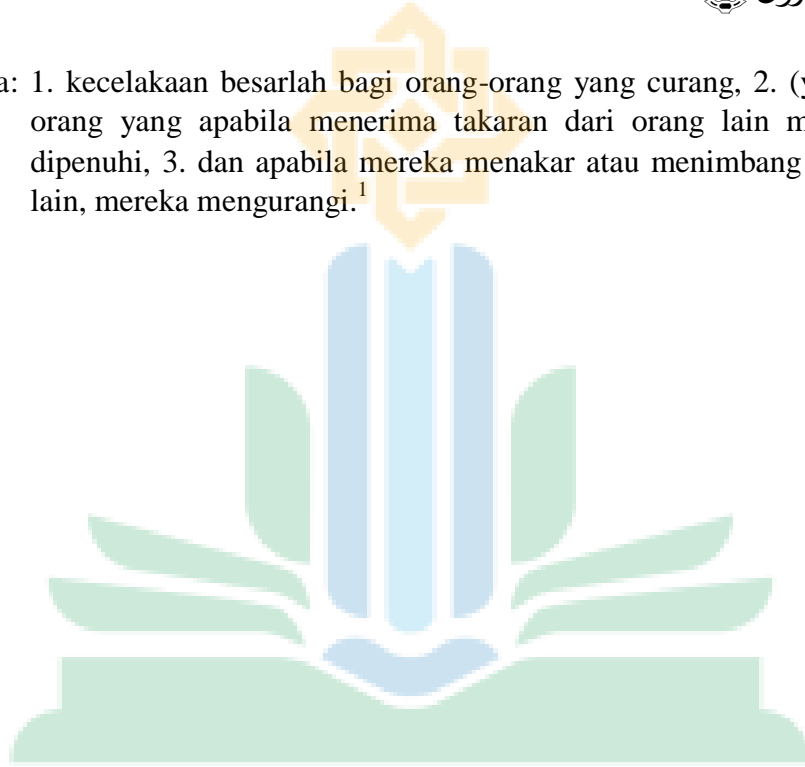 a: 1. kecelakaan besarlah bagi orang-orang yang curang, 2. (y
orang yang apabila menerima takaran dari orang lain m
dipenuhi, 3. dan apabila mereka menakar atau menimbang
lain, mereka mengurangi.1